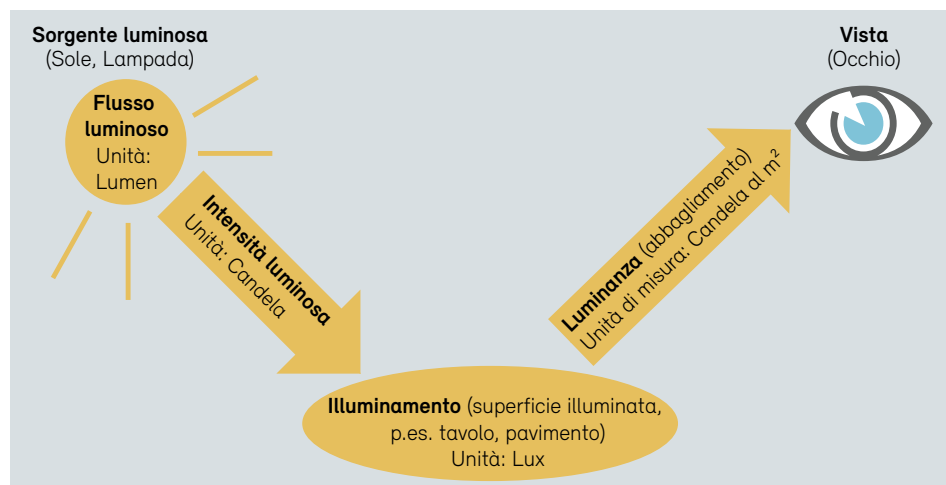 Sorgente luminosa
(Sole, Lampada)
Flusso
luminoso
Unità:
Lumen
Intensità luminosa
Unità: Candela
Illuminamento (superficie illuminata,
p.es. tavolo, pavimento)
Unità: Lux
Luminanza (abbagliamento)
Unità di misura: Candela al m²
Vista
(Occhio)